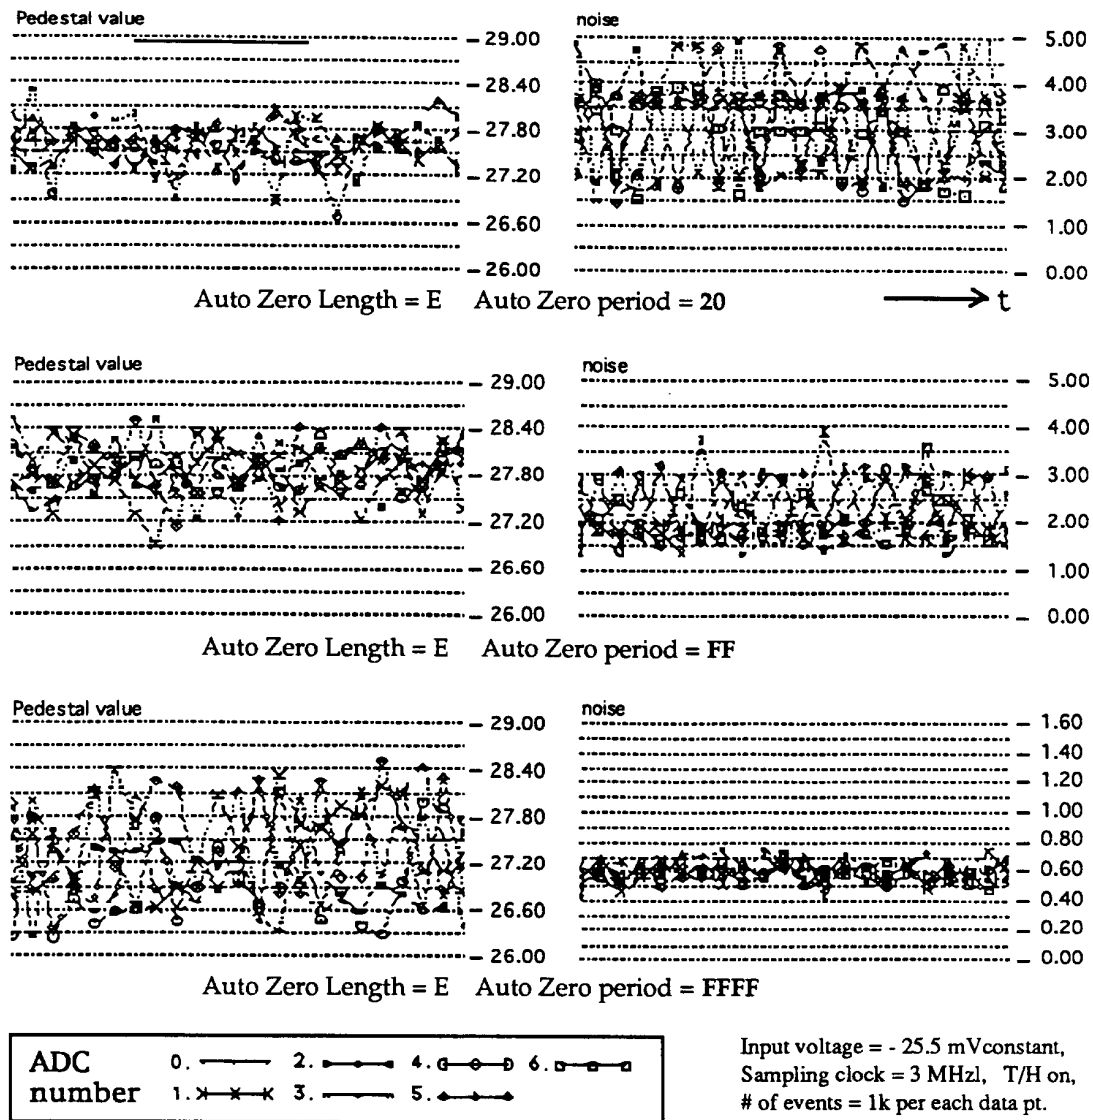 Pedestal value
29.00
28.40
27.80
27.20
26.60
26.00
noise
5.00
4.00
3.00
2.00
1.00
0.00
Auto Zero Length = E Auto Zero period = 20
t
Pedestal value
29.00
28.40
27.80
27.20
26.60
26.00
noise
5.00
4.00
3.00
2.00
1.00
0.00
Auto Zero Length = E Auto Zero period = FF
Pedestal value
29.00
28.40
27.80
27.20
26.60
26.00
noise
1.60
1.40
1.20
1.00
0.80
0.60
0.40
0.20
0.00
Auto Zero Length = E Auto Zero period = FFFF
ADC
number
0. 2. 4. 6.
1. 3. 5.
Input voltage = - 25.5 mVconstant,
Sampling clock = 3 MHzl, T/H on,
# of events = 1k per each data pt.